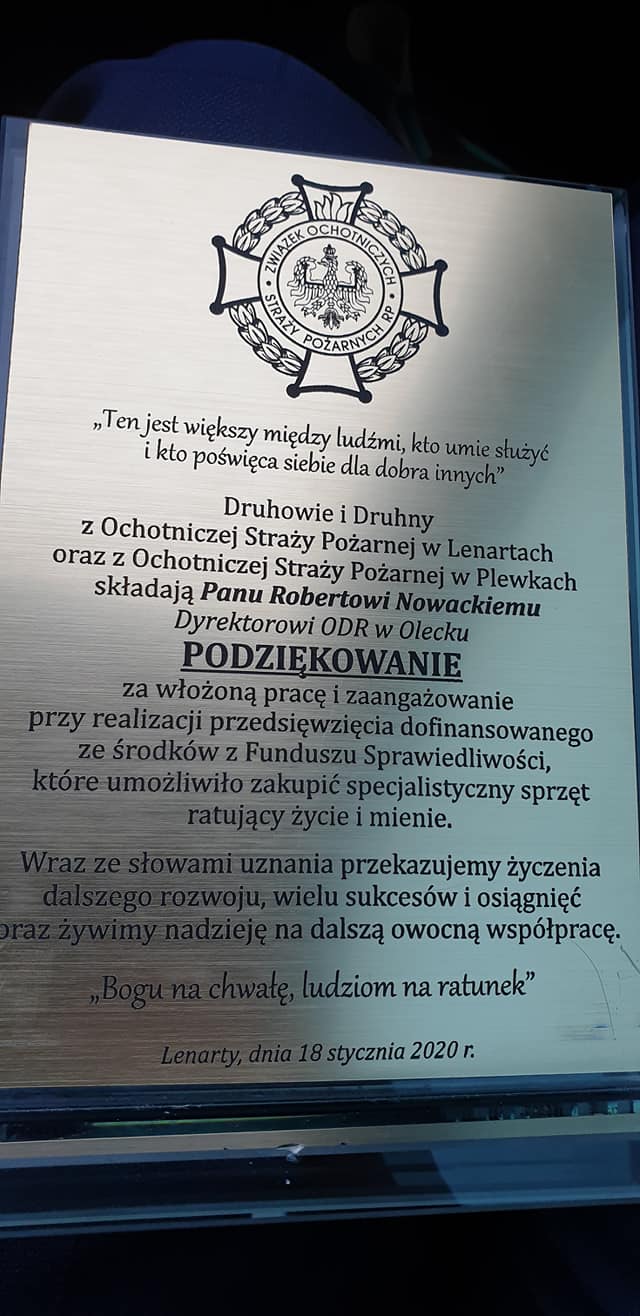 ZWIĄZEK OCHOTNICZYCH
STRAŻY POŻARNYCH RP
„Ten jest większy między ludźmi, kto umie służyć
i kto poświęca siebie dla dobra innych”
Druhowie i Druhny
z Ochotniczej Straży Pożarnej w Lenartach
oraz z Ochotniczej Straży Pożarnej w Plewkach
składają Panu Robertowi Nowackiemu
Dyrektorowi ODR w Olecku
PODZIĘKOWANIE
za włożoną pracę i zaangażowanie
przy realizacji przedsięwzięcia dofinansowanego
ze środków z Funduszu Sprawiedliwości,
które umożliwiło zakupić specjalistyczny sprzęt
ratujący życie i mienie.
Wraz ze słowami uznania przekazujemy życzenia
dalszego rozwoju, wielu sukcesów i osiągnięć
oraz żywimy nadzieję na dalszą owocną współpracę.
„Bogu na chwałę, ludziom na ratunek”
Lenarty, dnia 18 stycznia 2020 r.